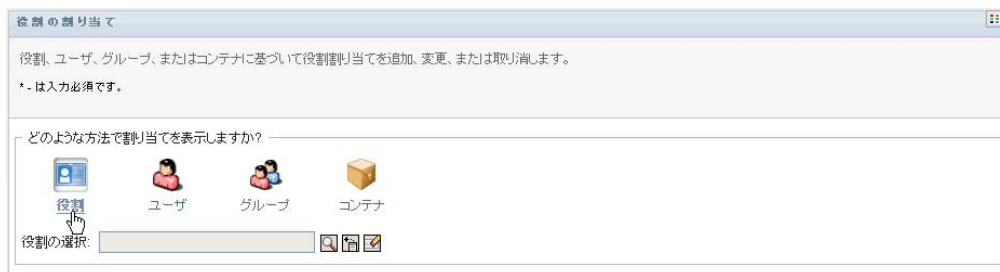 役割の割り当て
役割、ユーザ、グループ、またはコンテナに基づいて役割割り当てを追加、変更、または取り消します。
* - は入力必須です。
どのような方法で割り当てを表示しますか?
役割 ユーザ グループ コンテナ
役割の選択: